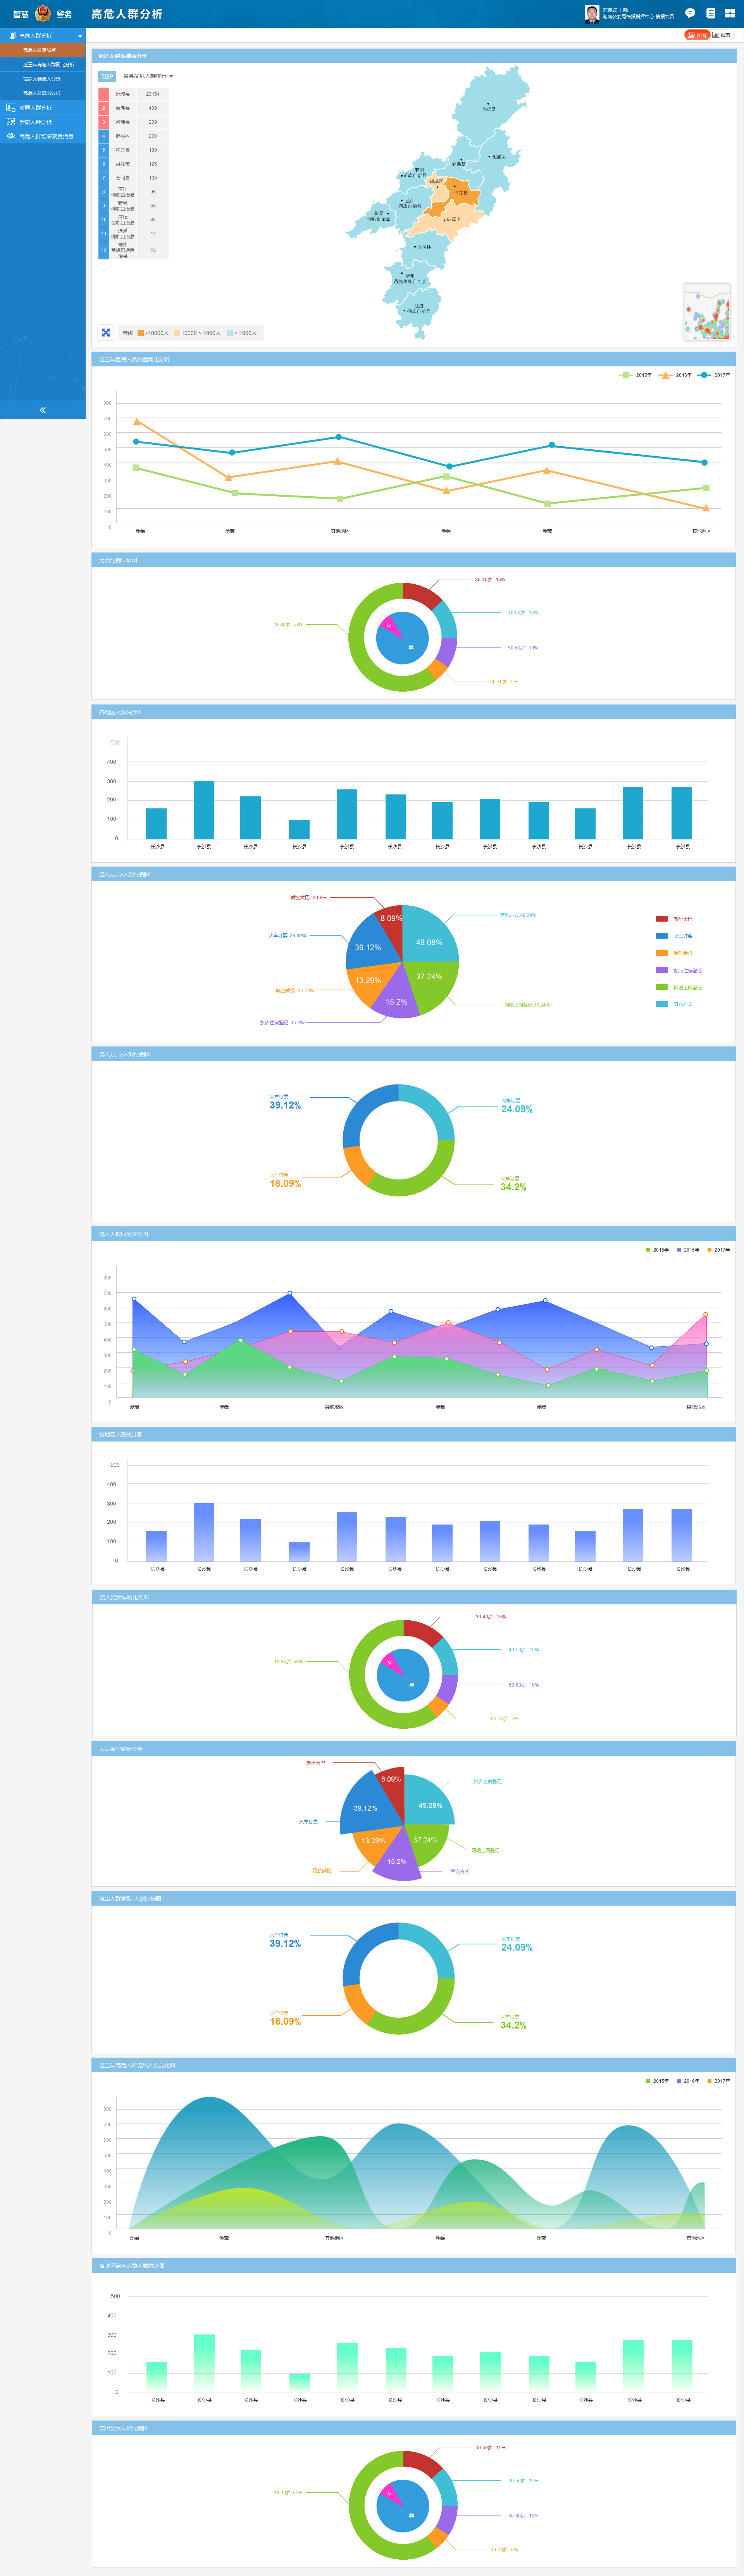 智慧 警务 高危人群分析
欢迎您 王晓
高危人群分析
高危人群落脚点
近三年高危人群同比分析
高危人群流入分析
高危人群流出分析
涉疆人群分析
涉藏人群分析
高危人群场所聚集信息
视图 报表
高危人群落脚点分析
TOP 各县高危人群排行
1 沅陵县 23154
2 辰溪县 409
3 溆浦县 209
4 鹤城区 200
5 中方县 189
6 洪江市 125
7 会同县 100
8 芷江侗族自治县 95
9 新晃侗族自治县 58
10 麻阳苗族自治县 85
11 通道侗族自治县 12
12 靖州苗族侗族自治县 23
沅陵县
辰溪县
溆浦县
麻阳
苗族自治县
鹤城区
中方县
芷江
侗族自治县
新晃
侗族自治县
洪江市
会同县
靖州
苗族侗族自治县
通道
侗族自治县
等级 >10000人 10000 > 1000人 < 1000人
近三年重点人员数量同比分析
2015年 2016年 2017年
800
700
600
500
400
300
200
100
0
涉疆 涉藏 其他地区 涉疆 涉藏 其他地区
男女比例年龄图
30-40岁 15%
40-50岁 15%
18-30岁 55%
女
男
50-60岁 10%
60-70岁 5%
各地区人数统计图
500
400
300
200
100
0
长沙县 长沙县 长沙县 长沙县 长沙县 长沙县 长沙县 长沙县 长沙县 长沙县 长沙县 长沙县
流入方式-人数比例图
乘坐大巴 8.09%
其他方式 49.09%
火车订票 28.09%
航班乘机 13.29%
旅店住宿登记 15.2%
网吧上网登记 37.24%
8.09%
49.08%
39.12%
37.24%
13.29%
15.2%
乘坐大巴
火车订票
民航乘机
旅店住宿登记
网吧上网登记
其它方式
流入方式-人数比例图
火车订票
39.12%
火车订票
24.09%
火车订票
18.09%
火车订票
34.2%
流入人数同比变化图
2015年 2016年 2017年
800
700
600
500
400
300
200
100
0
涉疆 涉藏 其他地区 涉疆 涉藏 其他地区
各地区人数统计图
500
400
300
200
100
0
长沙县 长沙县 长沙县 长沙县 长沙县 长沙县 长沙县 长沙县 长沙县 长沙县 长沙县 长沙县
流入男女年龄比例图
30-40岁 15%
40-50岁 15%
18-30岁 55%
女
男
50-60岁 10%
60-70岁 5%
人员类型统计分析
乘坐大巴
旅店住宿登记
8.09%
49.08%
39.12%
火车订票
13.29%
37.24%
网吧上网登记
15.2%
民航乘机
其它方式
流出人群类型-人数比例图
火车订票
39.12%
火车订票
24.09%
火车订票
18.09%
火车订票
34.2%
近三年高危人群流出人数变化图
2015年 2016年 2017年
800
700
600
500
400
300
200
100
0
涉疆 涉藏 其他地区 涉疆 涉藏 其他地区
各地区高危人群人数统计图
500
400
300
200
100
0
长沙县 长沙县 长沙县 长沙县 长沙县 长沙县 长沙县 长沙县 长沙县 长沙县 长沙县 长沙县
流出男女年龄比例图
30-40岁 15%
40-50岁 15%
18-30岁 55%
女
男
50-60岁 10%
60-70岁 5%